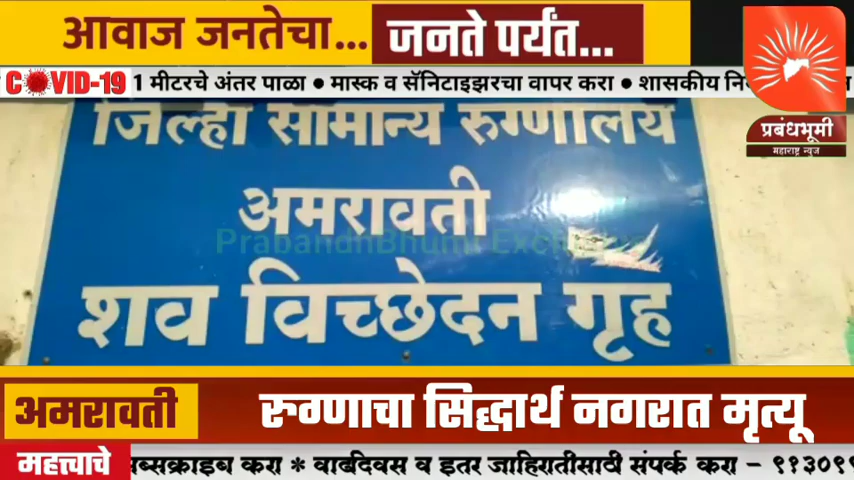 आवाज जनतेचा... जनते पर्यंत...
COVID-19 1 मीटरचे अंतर पाळा ● मास्क व सॅनिटाइझरचा वापर करा ● शासकीय
प्रबंधभूमी
महाराष्ट्र न्यूज
जिल्हा सामान्य रुग्णालय
अमरावती
PrabandhBhumi Exclusive
शव विच्छेदन गृह
अमरावती रुग्णाचा सिद्धार्थ नगरात मृत्यू
महत्त्वाचे ब्सक्राइब करा * वाढदिवस व इतर जाहिरातीसाठी संपर्क करा - ९१३०९९